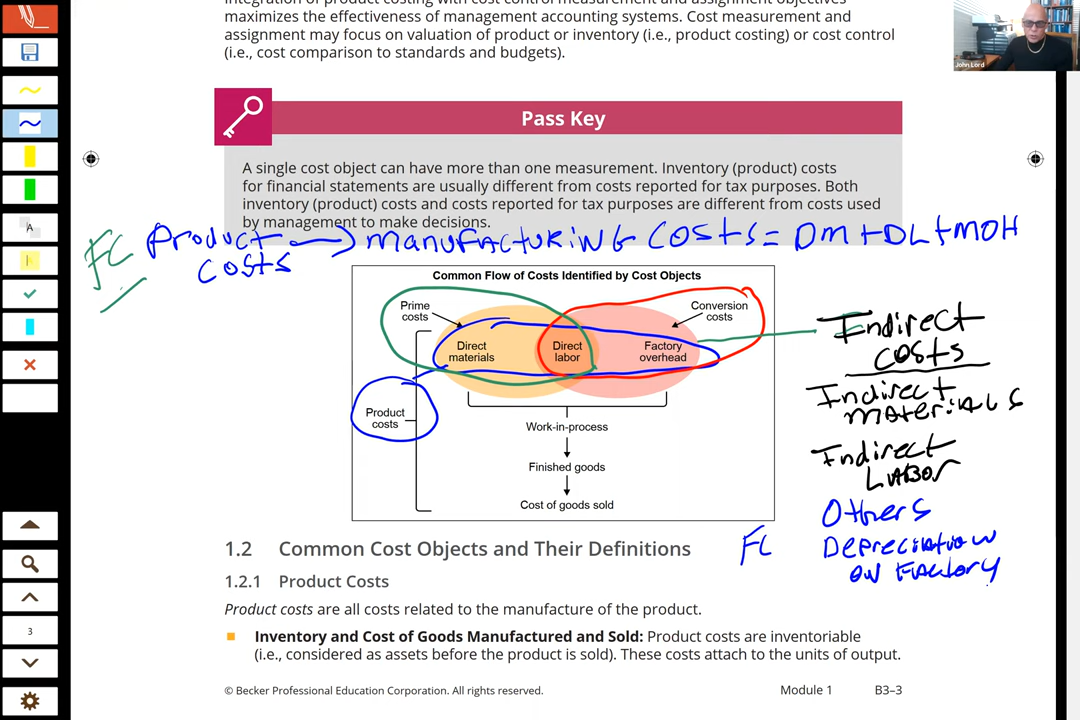 Integration of product costing with cost control measurement and assignment objectives
maximizes the effectiveness of management accounting systems. Cost measurement and
assignment may focus on valuation of product or inventory (i.e., product costing) or cost control
(i.e., cost comparison to standards and budgets).
John Lord
Pass Key
A single cost object can have more than one measurement. Inventory (product) costs
for financial statements are usually different from costs reported for tax purposes. Both
inventory (product) costs and costs reported for tax purposes are different from costs used
by management to make decisions.
FC Product costs → MANUFACTURING COSTS = DM + DL + MOH
Common Flow of Costs Identified by Cost Objects
Prime
costs
Conversion
costs
Direct
materials
Direct
labor
Factory
overhead
Product
costs
Work-in-process
Finished goods
Cost of goods sold
Indirect
costs
Indirect
MATERIALS
Indirect
LABOR
Others
Depreciation
ON FACTORY
FC
1.2 Common Cost Objects and Their Definitions
1.2.1 Product Costs
Product costs are all costs related to the manufacture of the product.
Inventory and Cost of Goods Manufactured and Sold: Product costs are inventoriable
(i.e., considered as assets before the product is sold). These costs attach to the units of output.
© Becker Professional Education Corporation. All rights reserved.
Module 1 B3–3
A
3